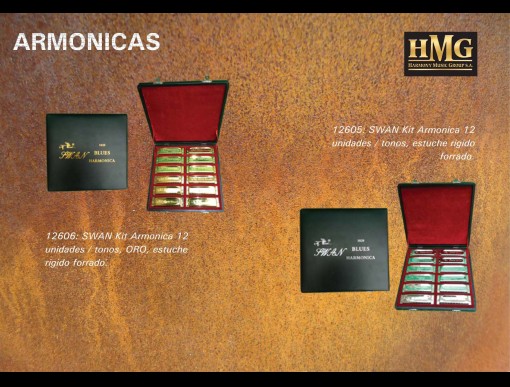 ARMONICAS
HMG
HARMONY MUSIC GROUP S.A.
12605: SWAN Kit Armonica 12
unidades / tonos, estuche rigido
forrado.
SWAN
BLUES
HARMONICA
12606: SWAN Kit Armonica 12
unidades / tonos, ORO, estuche
rigido forrado.
SWAN
BLUES
HARMONICA